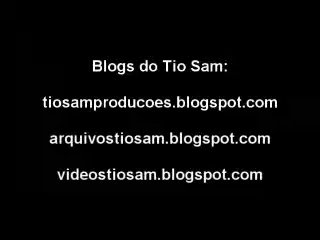 Blogs do Tio Sam:
tiosamproducoes.blogspot.com
arquivostiosam.blogspot.com
videostiosam.blogspot.com